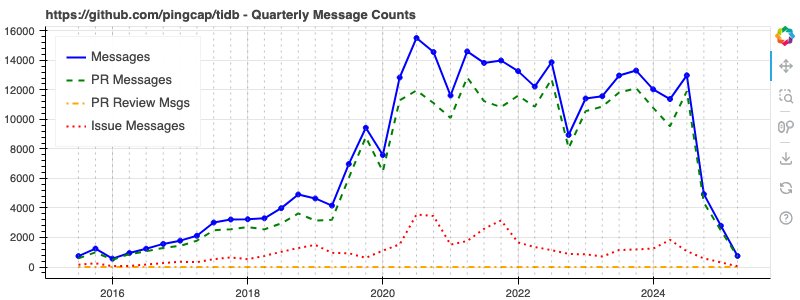 https://github.com/pingcap/tidb - Quarterly Message Counts
Messages
PR Messages
PR Review Msgs
Issue Messages
16000
14000
12000
10000
8000
6000
4000
2000
0
2016 2018 2020 2022 2024